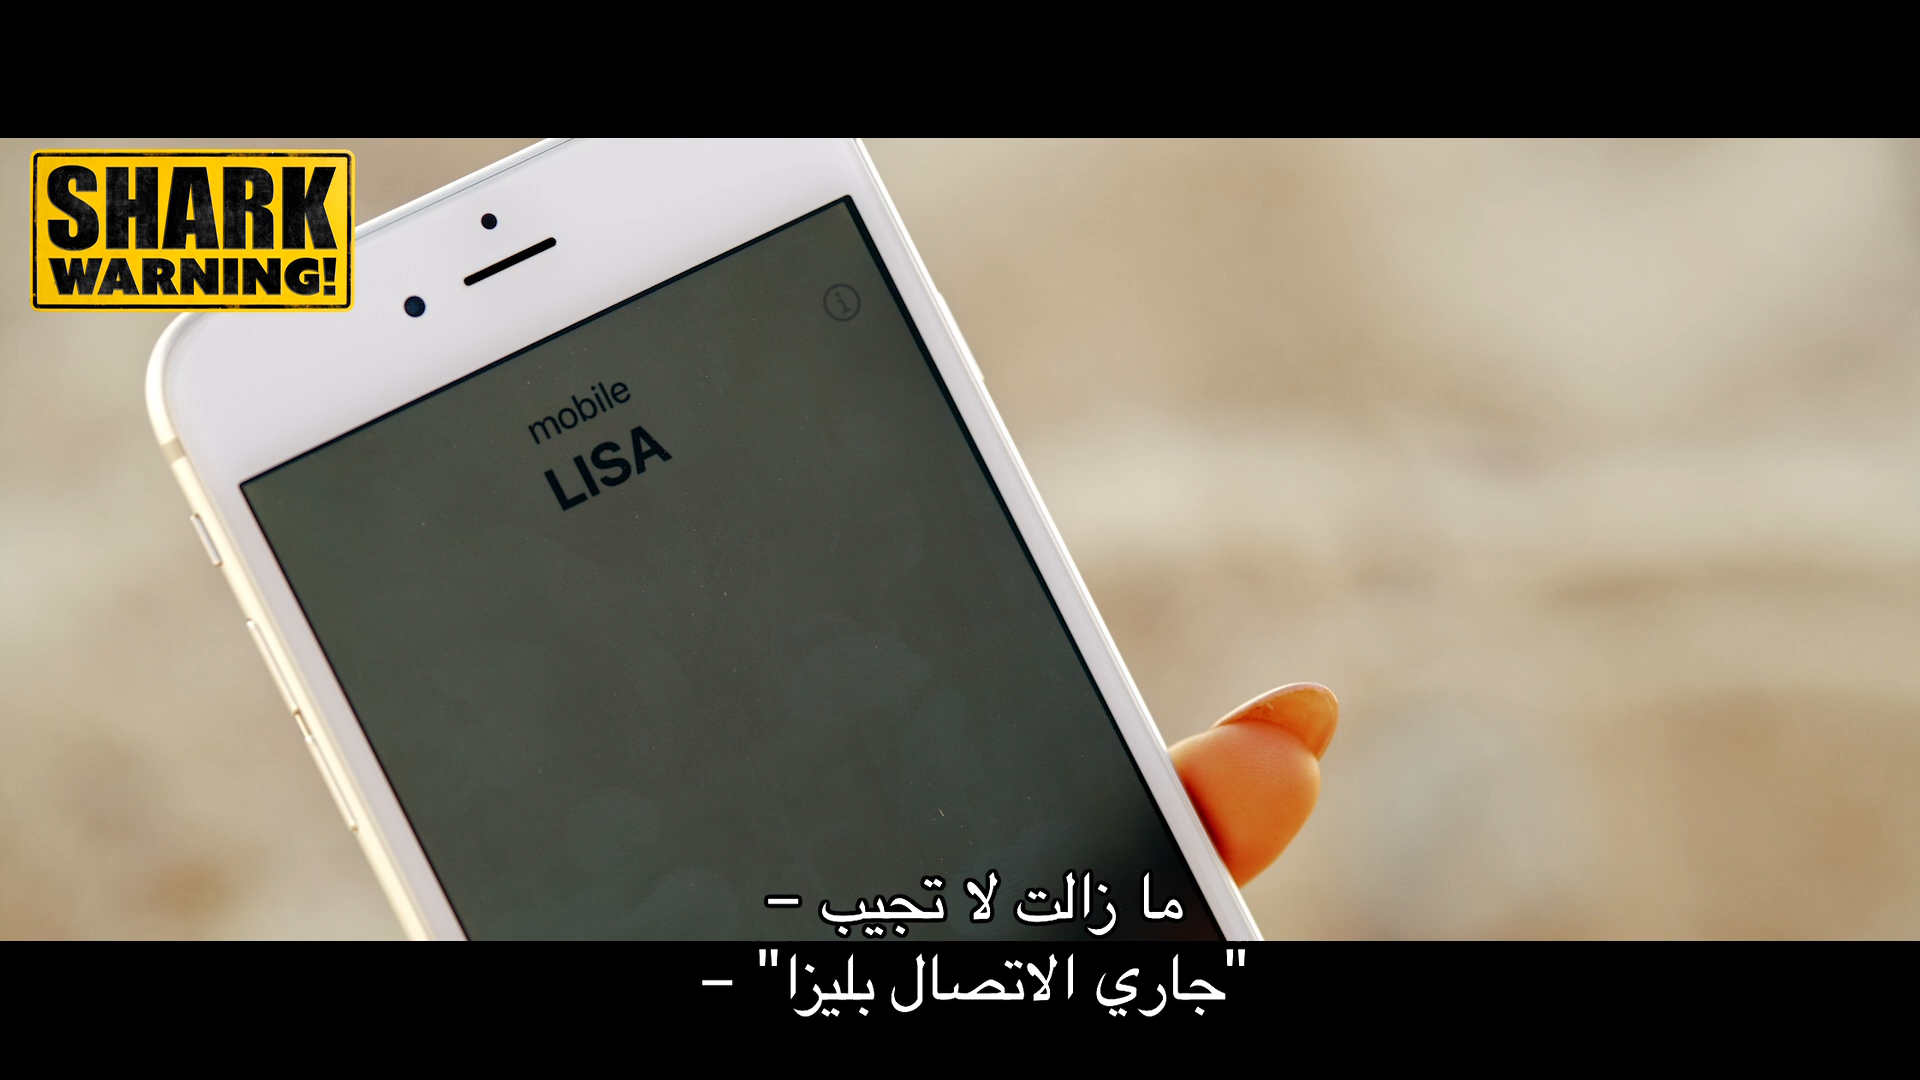 SHARK
WARNING!
mobile
LISA
ما زالت لا تجيب –
"جاري الاتصال بليزا" –